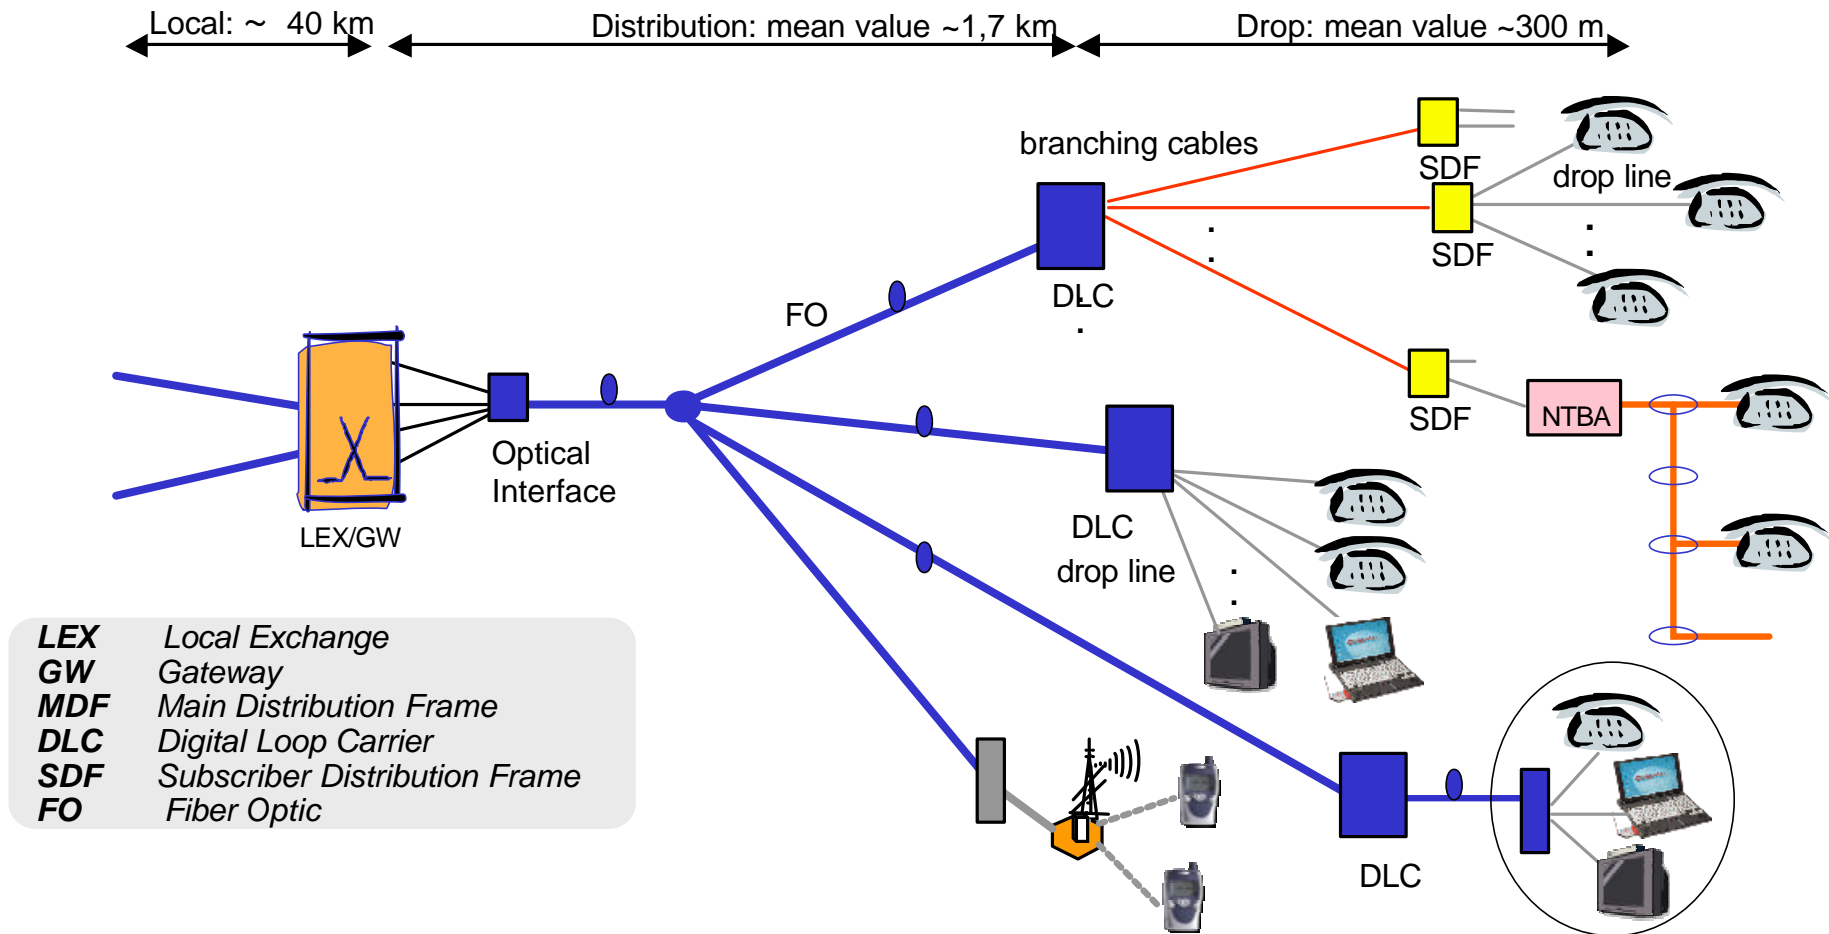 Local: ~ 40 km
Distribution: mean value ~1,7 km
Drop: mean value ~300 m
branching cables
SDF
drop line
SDF
DLC
FO
SDF
NTBA
Optical
Interface
LEX/GW
DLC
drop line
LEX Local Exchange
GW Gateway
MDF Main Distribution Frame
DLC Digital Loop Carrier
SDF Subscriber Distribution Frame
FO Fiber Optic
DLC